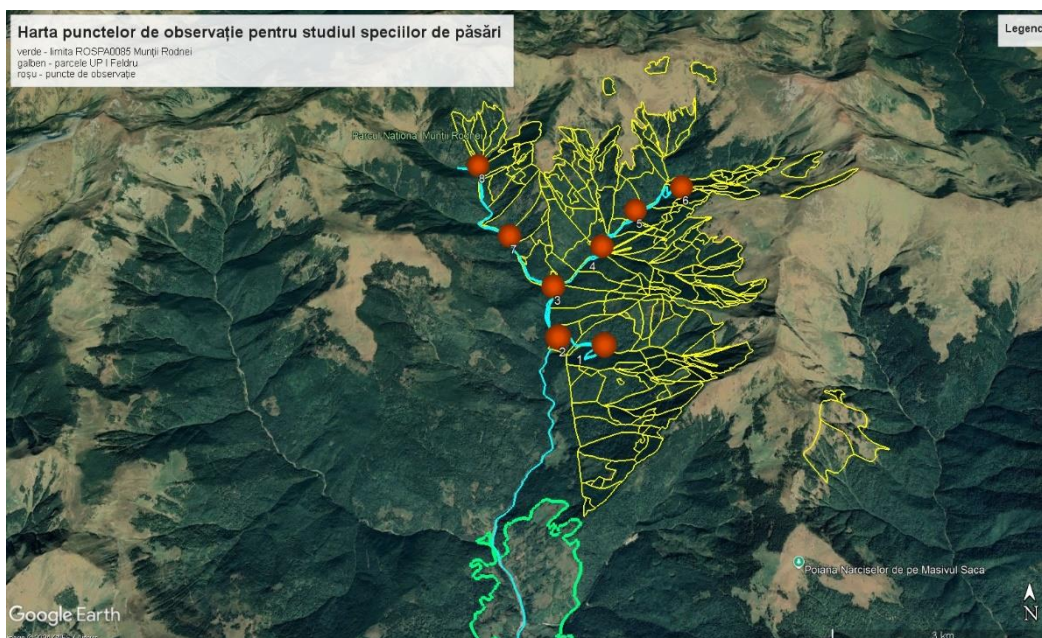 Harta punctelor de observație pentru studiul speciilor de păsări
verde - limita ROSPA0085 Munții Rodnei
galben - parcele UP I Feldru
roșu - puncte de observație
Legend
Parcul Național Munții Rodnei
8
6
5
7
4
3
2
1
Poiana Narciselor de pe Masivul Saca
N
Google Earth
3 km